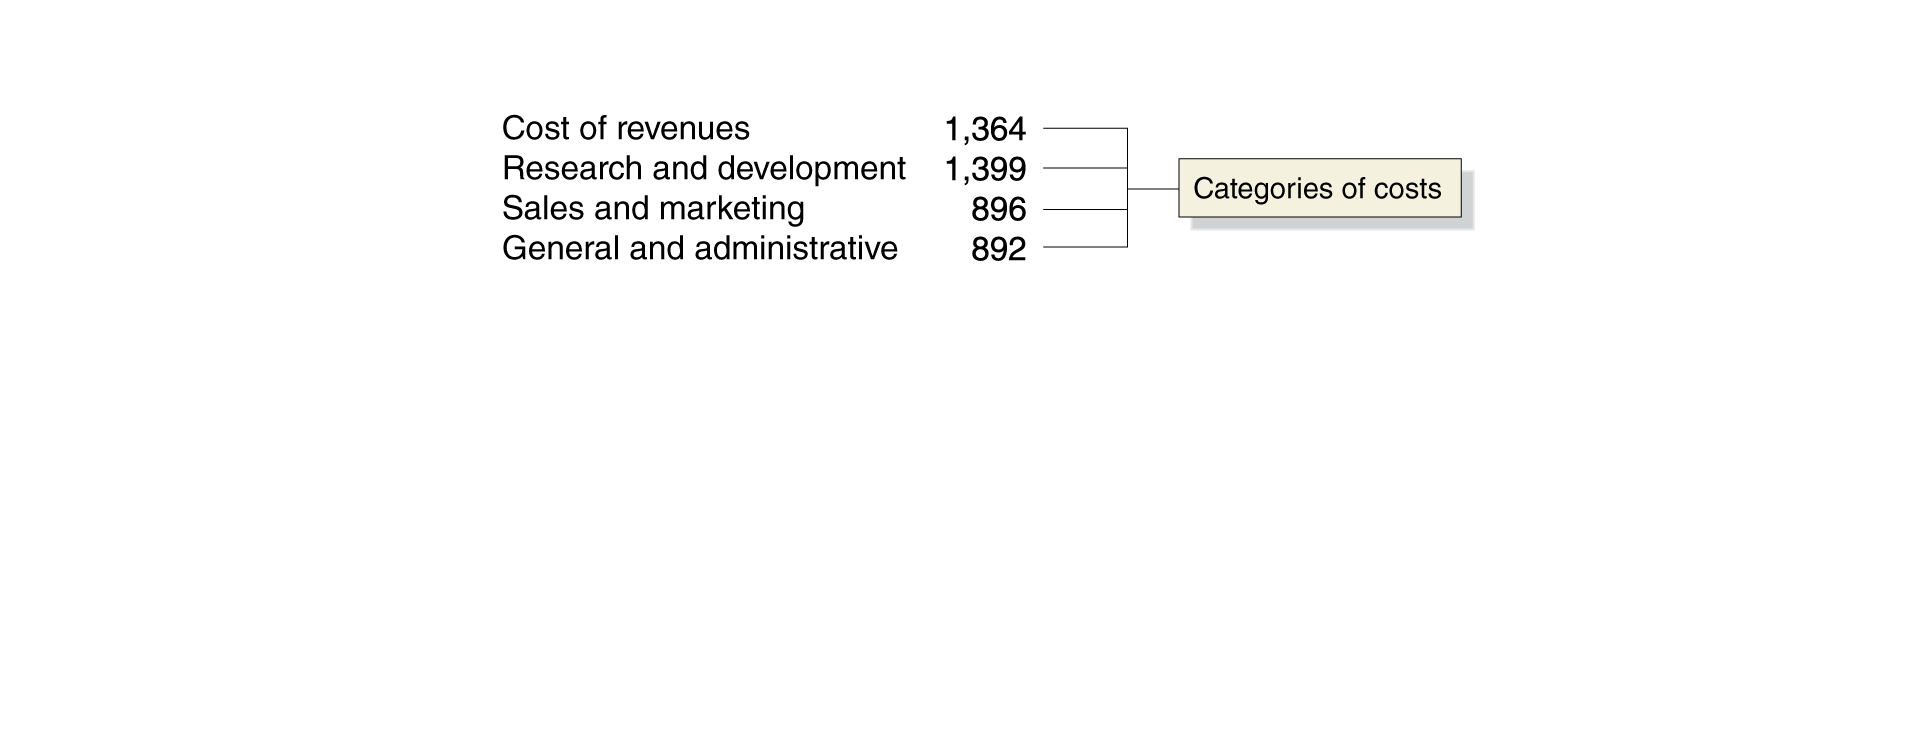 Cost of revenues 1,364
Research and development 1,399
Sales and marketing 896
General and administrative 892
Categories of costs